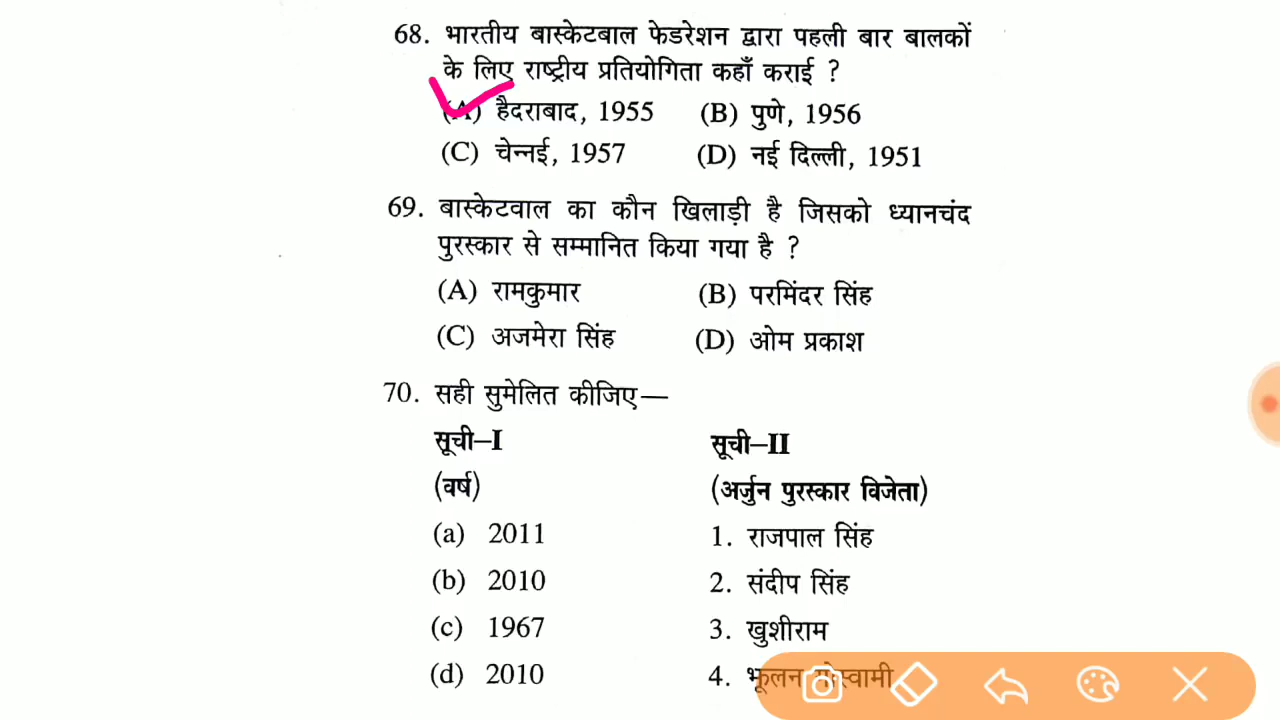 68. भारतीय बास्केटबाल फेडरेशन द्वारा पहली बार बालकों
के लिए राष्ट्रीय प्रतियोगिता कहाँ कराई ?
(A) हैदराबाद, 1955 (B) पुणे, 1956
(C) चेन्नई, 1957 (D) नई दिल्ली, 1951
69. बास्केटवाल का कौन खिलाड़ी है जिसको ध्यानचंद
पुरस्कार से सम्मानित किया गया है ?
(A) रामकुमार (B) परमिंदर सिंह
(C) अजमेरा सिंह (D) ओम प्रकाश
70. सही सुमेलित कीजिए—
सूची–I सूची–II
(वर्ष) (अर्जुन पुरस्कार विजेता)
(a) 2011 1. राजपाल सिंह
(b) 2010 2. संदीप सिंह
(c) 1967 3. खुशीराम
(d) 2010 4. झूलन